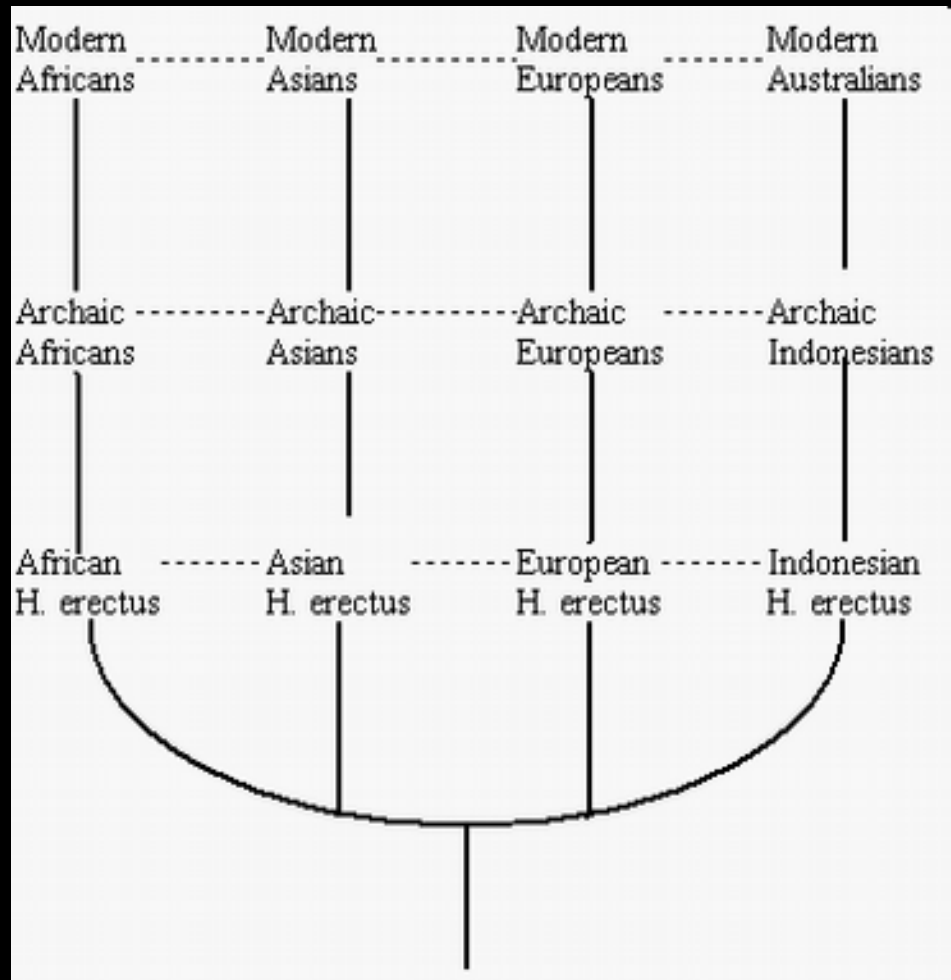 Modern Modern Modern Modern
Africans Asians Europeans Australians
Archaic Archaic Archaic Archaic
Africans Asians Europeans Indonesians
African Asian European Indonesian
H. erectus H. erectus H. erectus H. erectus